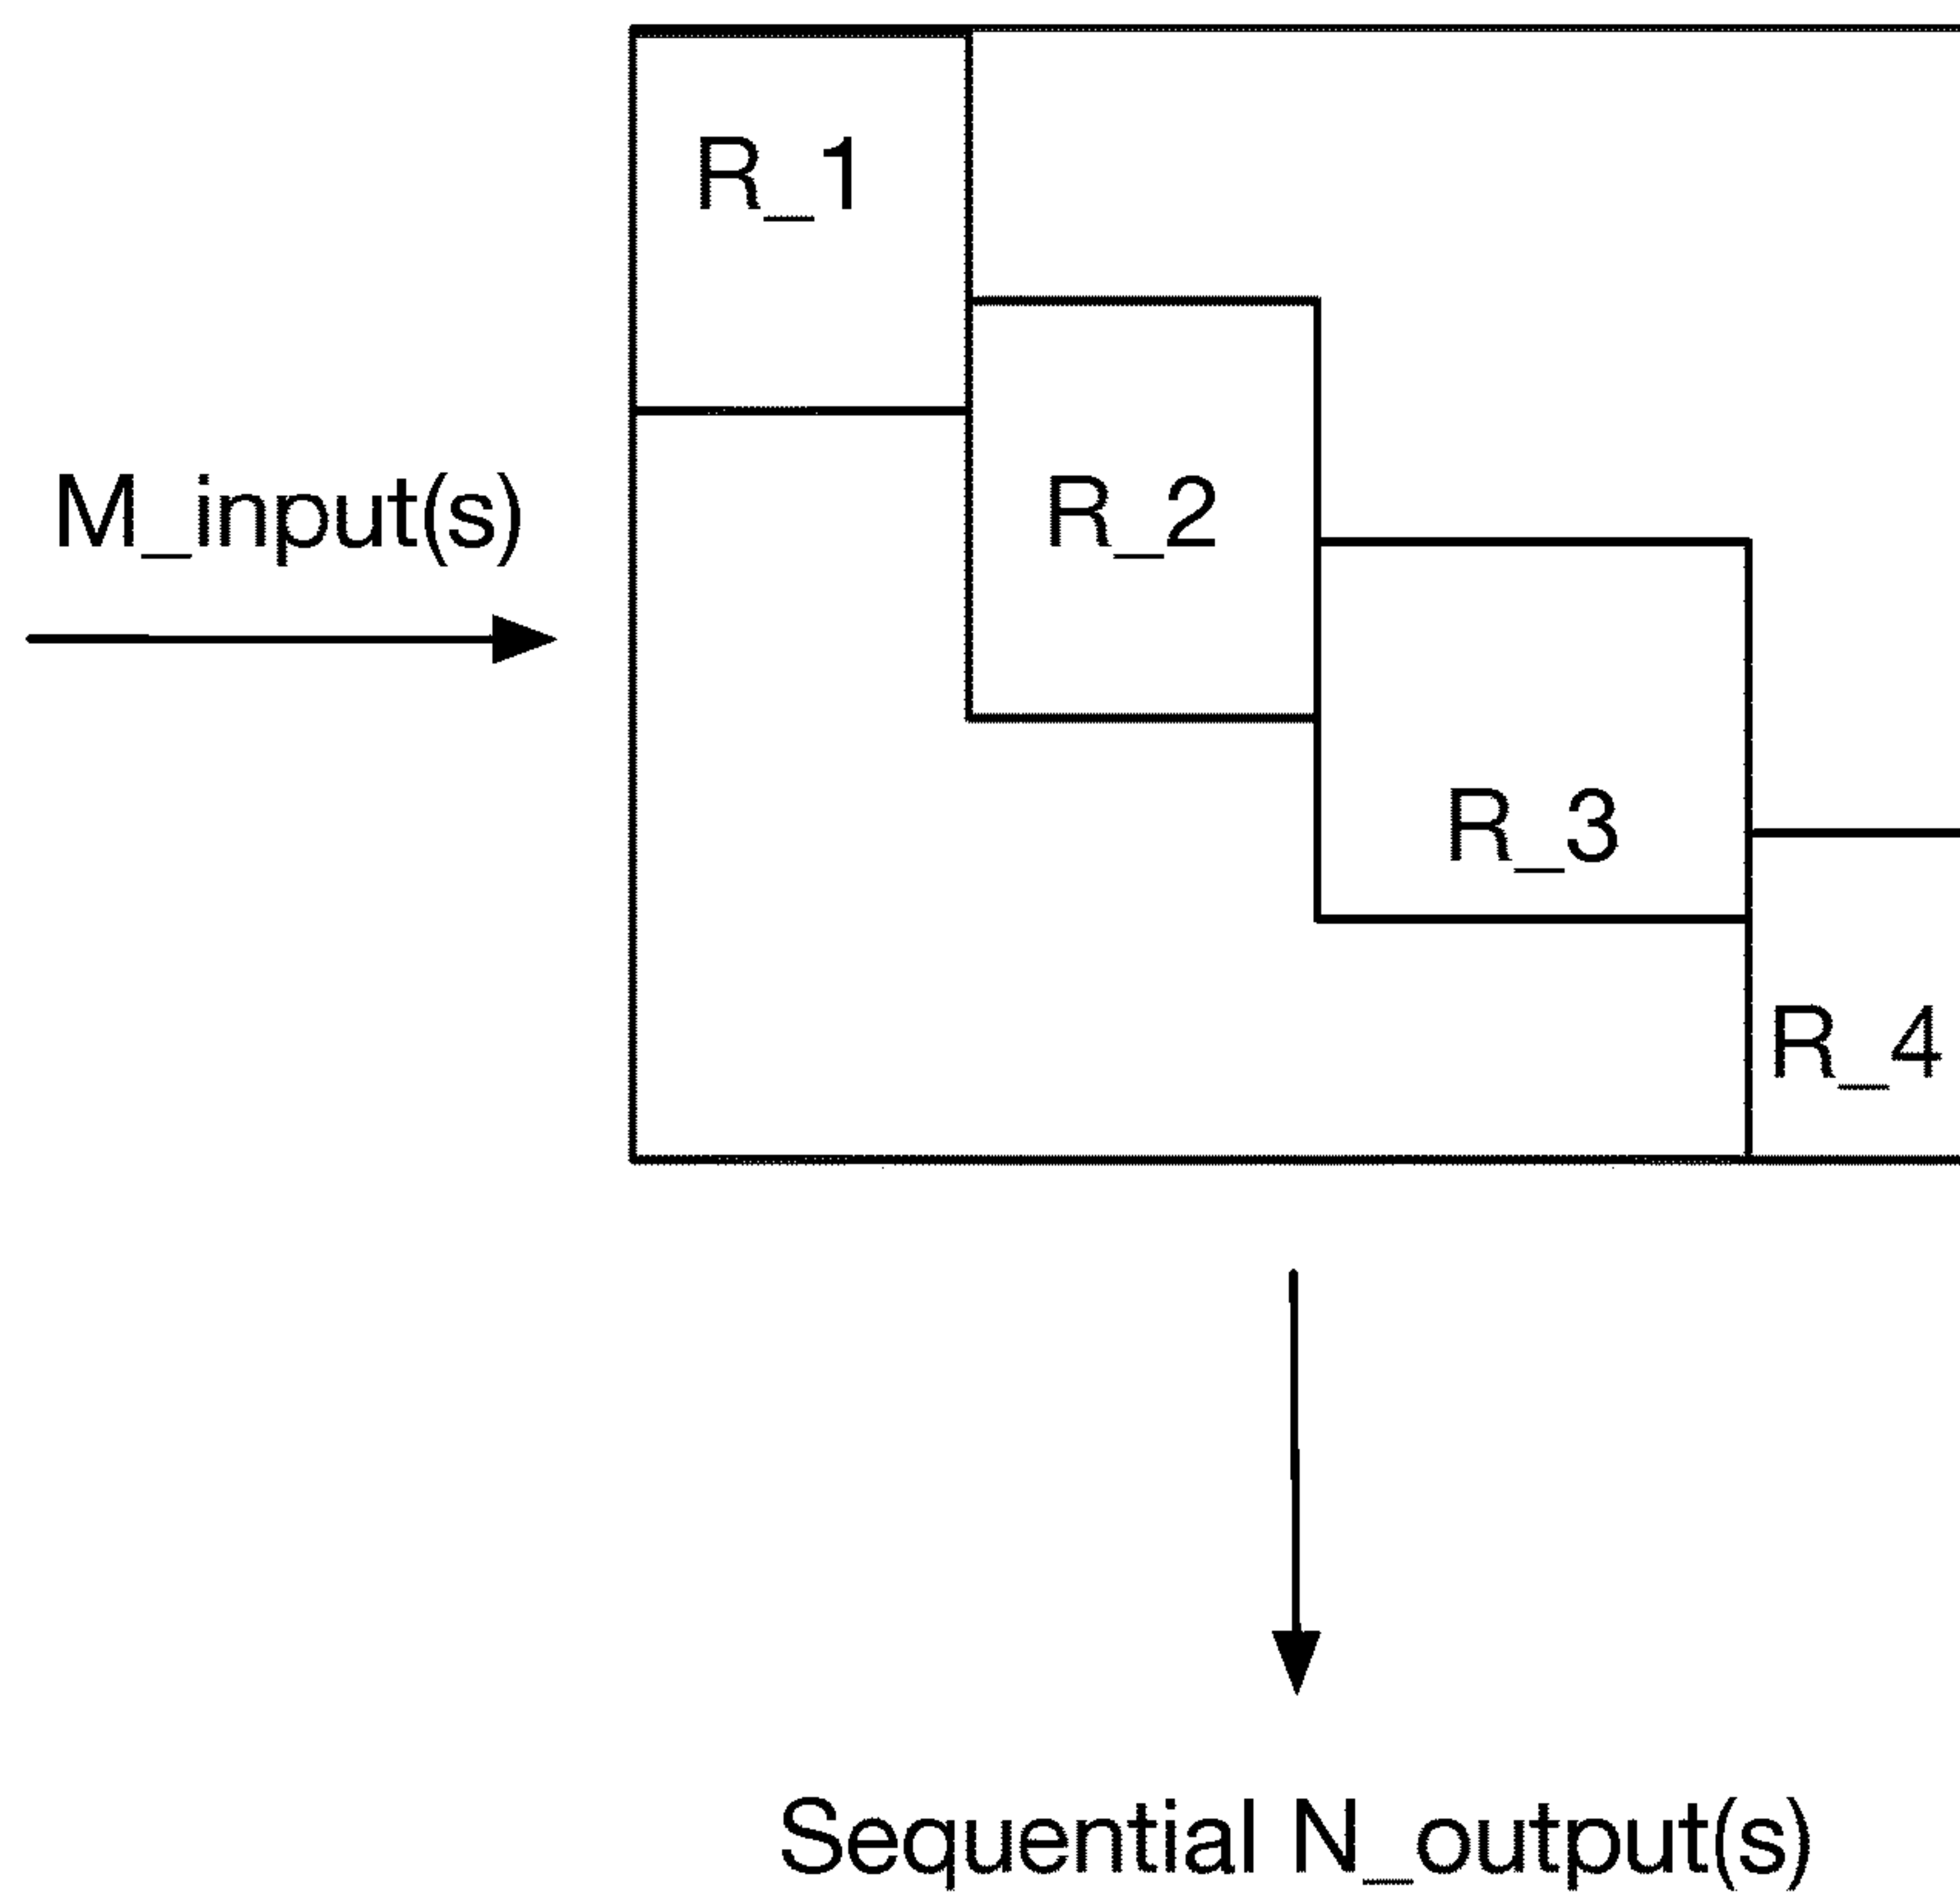 R_1
M_input(s)
R_2
R_3
R_4
Sequential N_output(s)